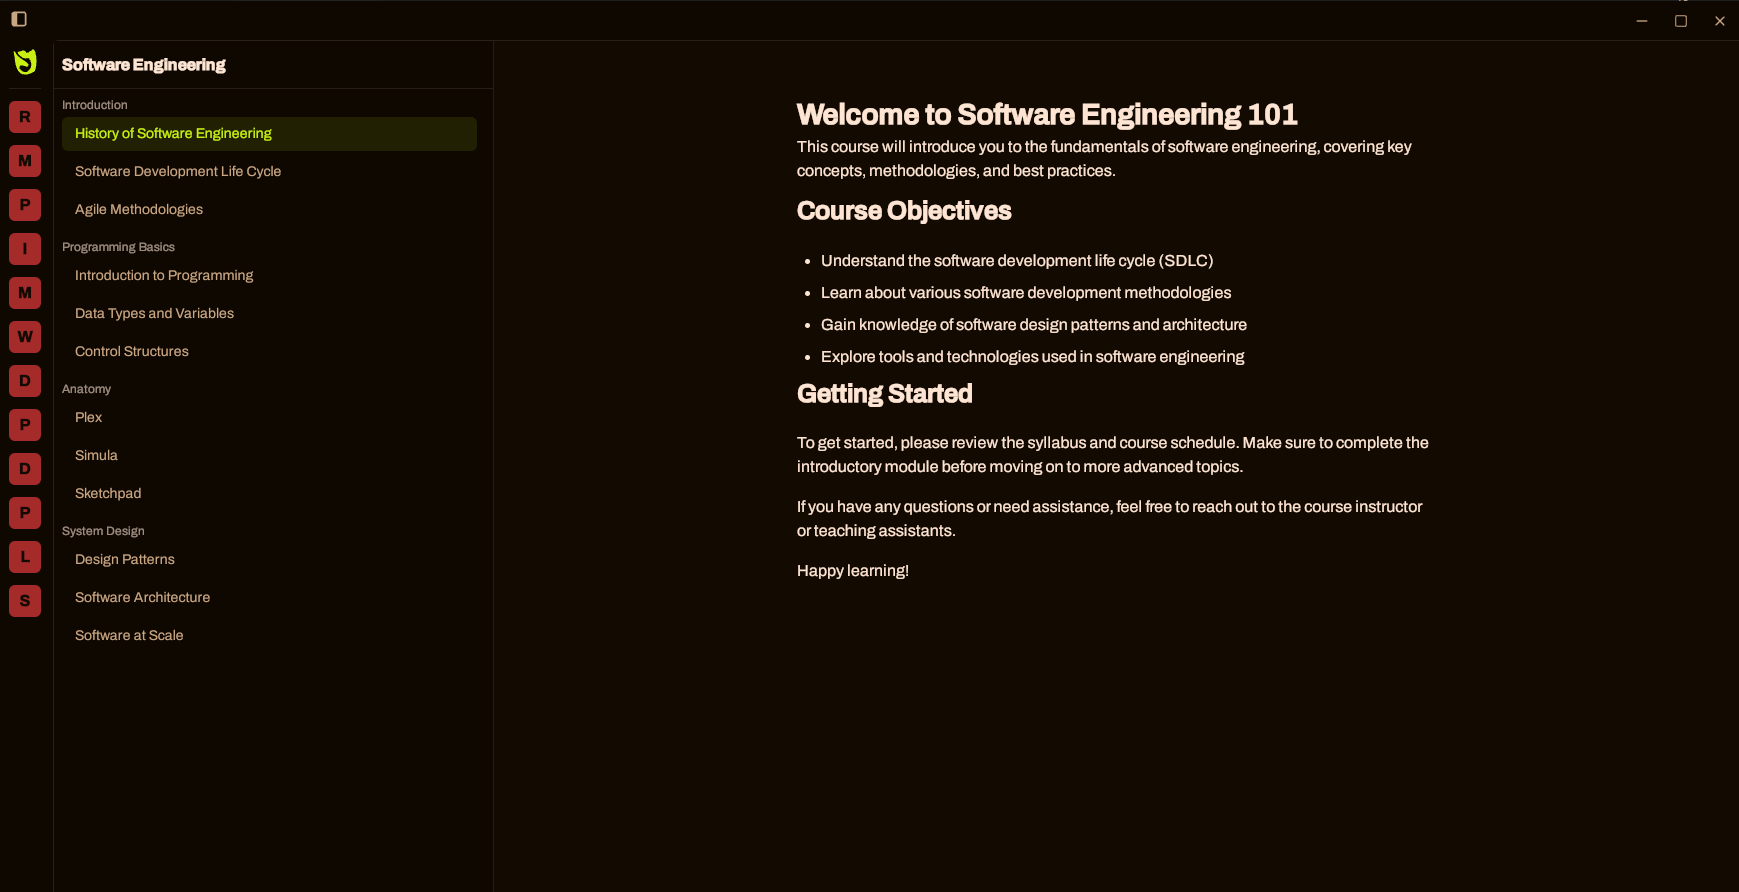 Software Engineering
R
M
P
I
M
W
D
P
D
P
L
S
Introduction
History of Software Engineering
Software Development Life Cycle
Agile Methodologies
Programming Basics
Introduction to Programming
Data Types and Variables
Control Structures
Anatomy
Plex
Simula
Sketchpad
System Design
Design Patterns
Software Architecture
Software at Scale
Welcome to Software Engineering 101
This course will introduce you to the fundamentals of software engineering, covering key
concepts, methodologies, and best practices.
Course Objectives
• Understand the software development life cycle (SDLC)
• Learn about various software development methodologies
• Gain knowledge of software design patterns and architecture
• Explore tools and technologies used in software engineering
Getting Started
To get started, please review the syllabus and course schedule. Make sure to complete the
introductory module before moving on to more advanced topics.
If you have any questions or need assistance, feel free to reach out to the course instructor
or teaching assistants.
Happy learning!